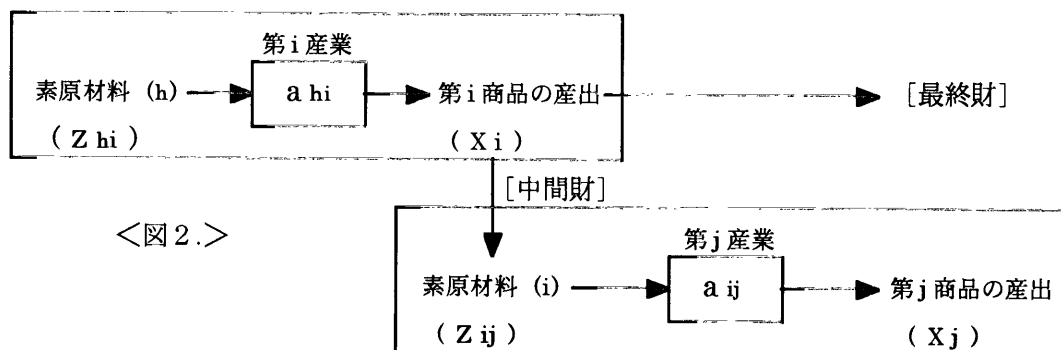 第i産業
素原材料 (h) a hi 第i商品の産出 [最終財]
( Z hi ) ( X i )
[中間財]
<図2.>
第j産業
素原材料 (i) a ij 第j商品の産出
( Z ij ) ( X j )